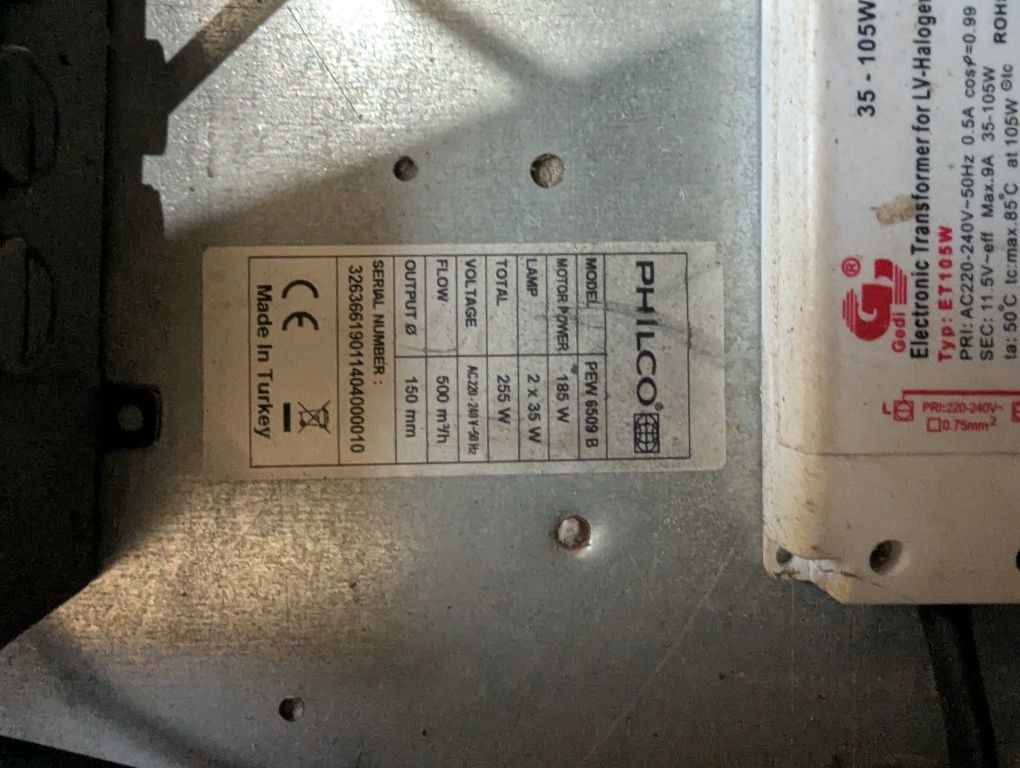 PHILCO®
MODEL PEW 6509 B
MOTOR POWER 185 W
LAMP 2 x 35 W
TOTAL 255 W
VOLTAGE AC220 - 240 V~50 Hz
FLOW 500 m³/h
OUTPUT Ø 150 mm
SERIAL NUMBER :
32636619011404000010
CE
Made In Turkey
35 - 105W
Gedi®
Electronic Transformer for LV-Halogen
Typ: ET105W
PRI: AC220-240V~50Hz 0.5A cosφ=0.99
SEC: 11.5V~eff Max.9A 35-105W ROHS
ta: 50°C tc:max.85°C at 105W ⊙tc
L
PRI:220-240V~
0.75mm²